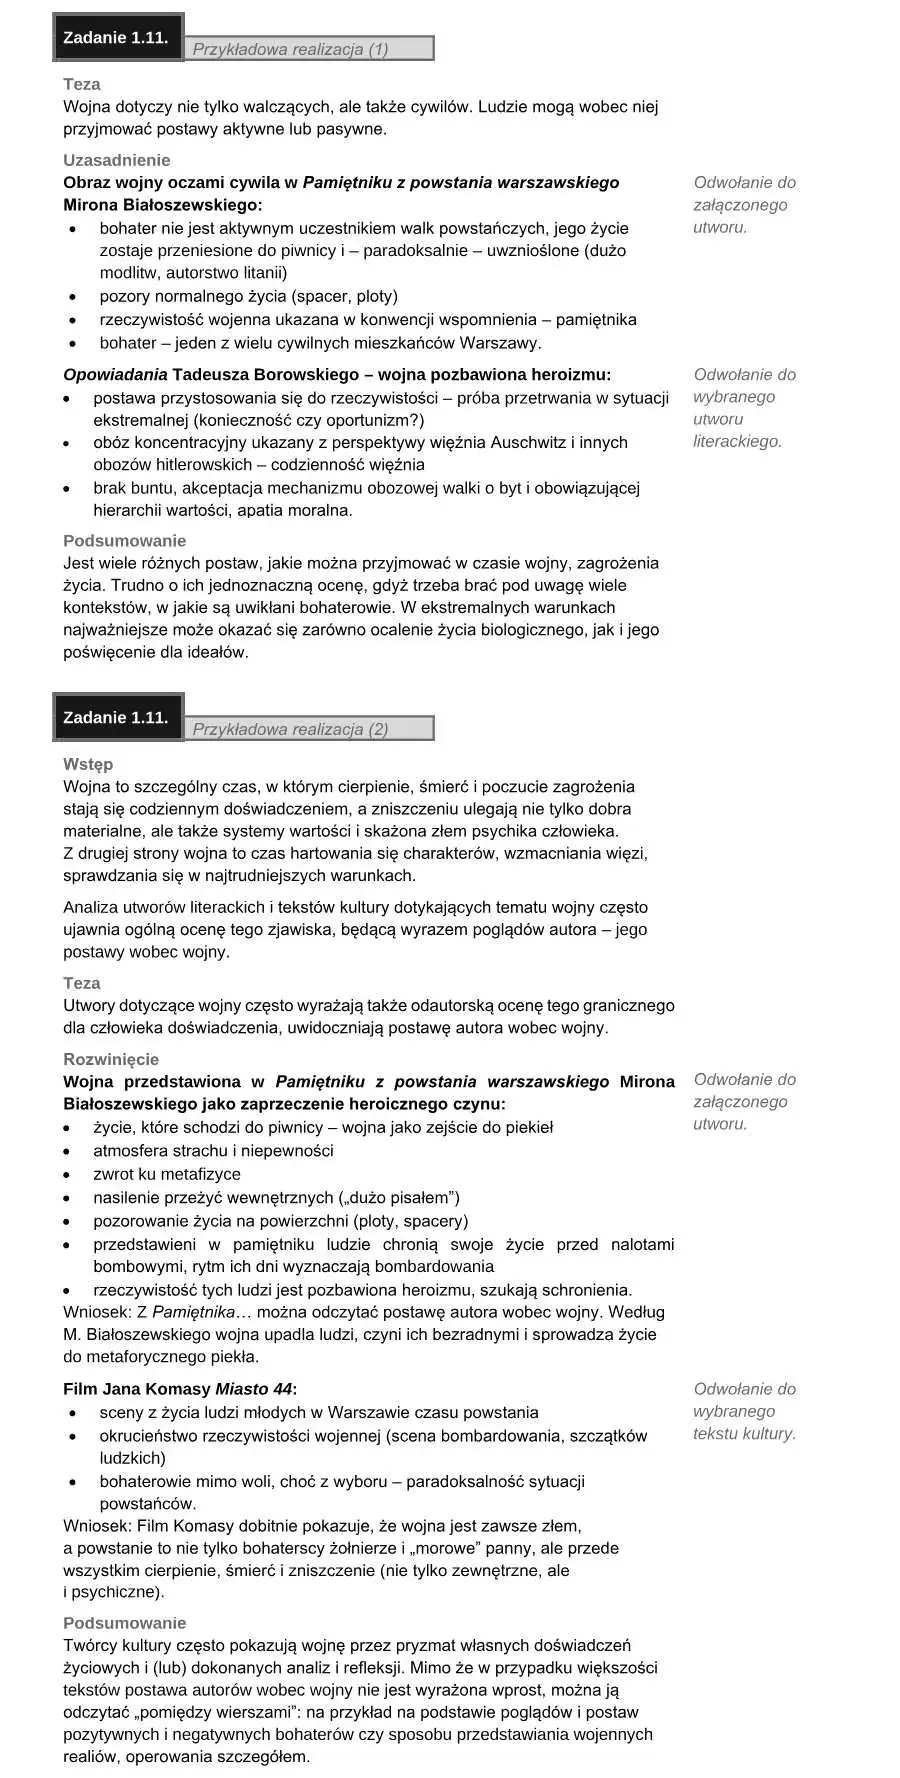 Zadanie 1.11.
Przykładowa realizacja (1)
Teza
Wojna dotyczy nie tylko walczących, ale także cywilów. Ludzie mogą wobec niej
przyjmować postawy aktywne lub pasywne.
Uzasadnienie
Obraz wojny oczami cywila w Pamiętniku z powstania warszawskiego
Mirona Białoszewskiego:
Odwołanie do
załączonego
utworu.
• bohater nie jest aktywnym uczestnikiem walk powstańczych, jego życie
zostaje przeniesione do piwnicy i – paradoksalnie – uwznioślone (dużo
modlitw, autorstwo litanii)
• pozory normalnego życia (spacer, ploty)
• rzeczywistość wojenna ukazana w konwencji wspomnienia – pamiętnika
• bohater – jeden z wielu cywilnych mieszkańców Warszawy.
Opowiadania Tadeusza Borowskiego – wojna pozbawiona heroizmu:
Odwołanie do
wybranego
utworu
literackiego.
• postawa przystosowania się do rzeczywistości – próba przetrwania w sytuacji
ekstremalnej (konieczność czy oportunizm?)
• obóz koncentracyjny ukazany z perspektywy więźnia Auschwitz i innych
obozów hitlerowskich – codzienność więźnia
• brak buntu, akceptacja mechanizmu obozowej walki o byt i obowiązującej
hierarchii wartości, apatia moralna.
Podsumowanie
Jest wiele różnych postaw, jakie można przyjmować w czasie wojny, zagrożenia
życia. Trudno o ich jednoznaczną ocenę, gdyż trzeba brać pod uwagę wiele
kontekstów, w jakie są uwikłani bohaterowie. W ekstremalnych warunkach
najważniejsze może okazać się zarówno ocalenie życia biologicznego, jak i jego
poświęcenie dla ideałów.
Zadanie 1.11.
Przykładowa realizacja (2)
Wstęp
Wojna to szczególny czas, w którym cierpienie, śmierć i poczucie zagrożenia
stają się codziennym doświadczeniem, a zniszczeniu ulegają nie tylko dobra
materialne, ale także systemy wartości i skażona złem psychika człowieka.
Z drugiej strony wojna to czas hartowania się charakterów, wzmacniania więzi,
sprawdzania się w najtrudniejszych warunkach.
Analiza utworów literackich i tekstów kultury dotykających tematu wojny często
ujawnia ogólną ocenę tego zjawiska, będącą wyrazem poglądów autora – jego
postawy wobec wojny.
Teza
Utwory dotyczące wojny często wyrażają także odautorską ocenę tego granicznego
dla człowieka doświadczenia, uwidoczniają postawę autora wobec wojny.
Rozwinięcie
Wojna przedstawiona w Pamiętniku z powstania warszawskiego Mirona
Białoszewskiego jako zaprzeczenie heroicznego czynu:
Odwołanie do
załączonego
utworu.
• życie, które schodzi do piwnicy – wojna jako zejście do piekieł
• atmosfera strachu i niepewności
• zwrot ku metafizyce
• nasilenie przeżyć wewnętrznych („dużo pisałem”)
• pozorowanie życia na powierzchni (ploty, spacery)
• przedstawieni w pamiętniku ludzie chronią swoje życie przed nalotami
bombowymi, rytm ich dni wyznaczają bombardowania
• rzeczywistość tych ludzi jest pozbawiona heroizmu, szukają schronienia.
Wniosek: Z Pamiętnika… można odczytać postawę autora wobec wojny. Według
M. Białoszewskiego wojna upadla ludzi, czyni ich bezradnymi i sprowadza życie
do metaforycznego piekła.
Film Jana Komasy Miasto 44:
Odwołanie do
wybranego
tekstu kultury.
• sceny z życia ludzi młodych w Warszawie czasu powstania
• okrucieństwo rzeczywistości wojennej (scena bombardowania, szczątków
ludzkich)
• bohaterowie mimo woli, choć z wyboru – paradoksalność sytuacji
powstańców.
Wniosek: Film Komasy dobitnie pokazuje, że wojna jest zawsze złem,
a powstanie to nie tylko bohaterscy żołnierze i „morowe” panny, ale przede
wszystkim cierpienie, śmierć i zniszczenie (nie tylko zewnętrzne, ale
i psychiczne).
Podsumowanie
Twórcy kultury często pokazują wojnę przez pryzmat własnych doświadczeń
życiowych i (lub) dokonanych analiz i refleksji. Mimo że w przypadku większości
tekstów postawa autorów wobec wojny nie jest wyrażona wprost, można ją
odczytać „pomiędzy wierszami”: na przykład na podstawie poglądów i postaw
pozytywnych i negatywnych bohaterów czy sposobu przedstawiania wojennych
realiów, operowania szczegółem.